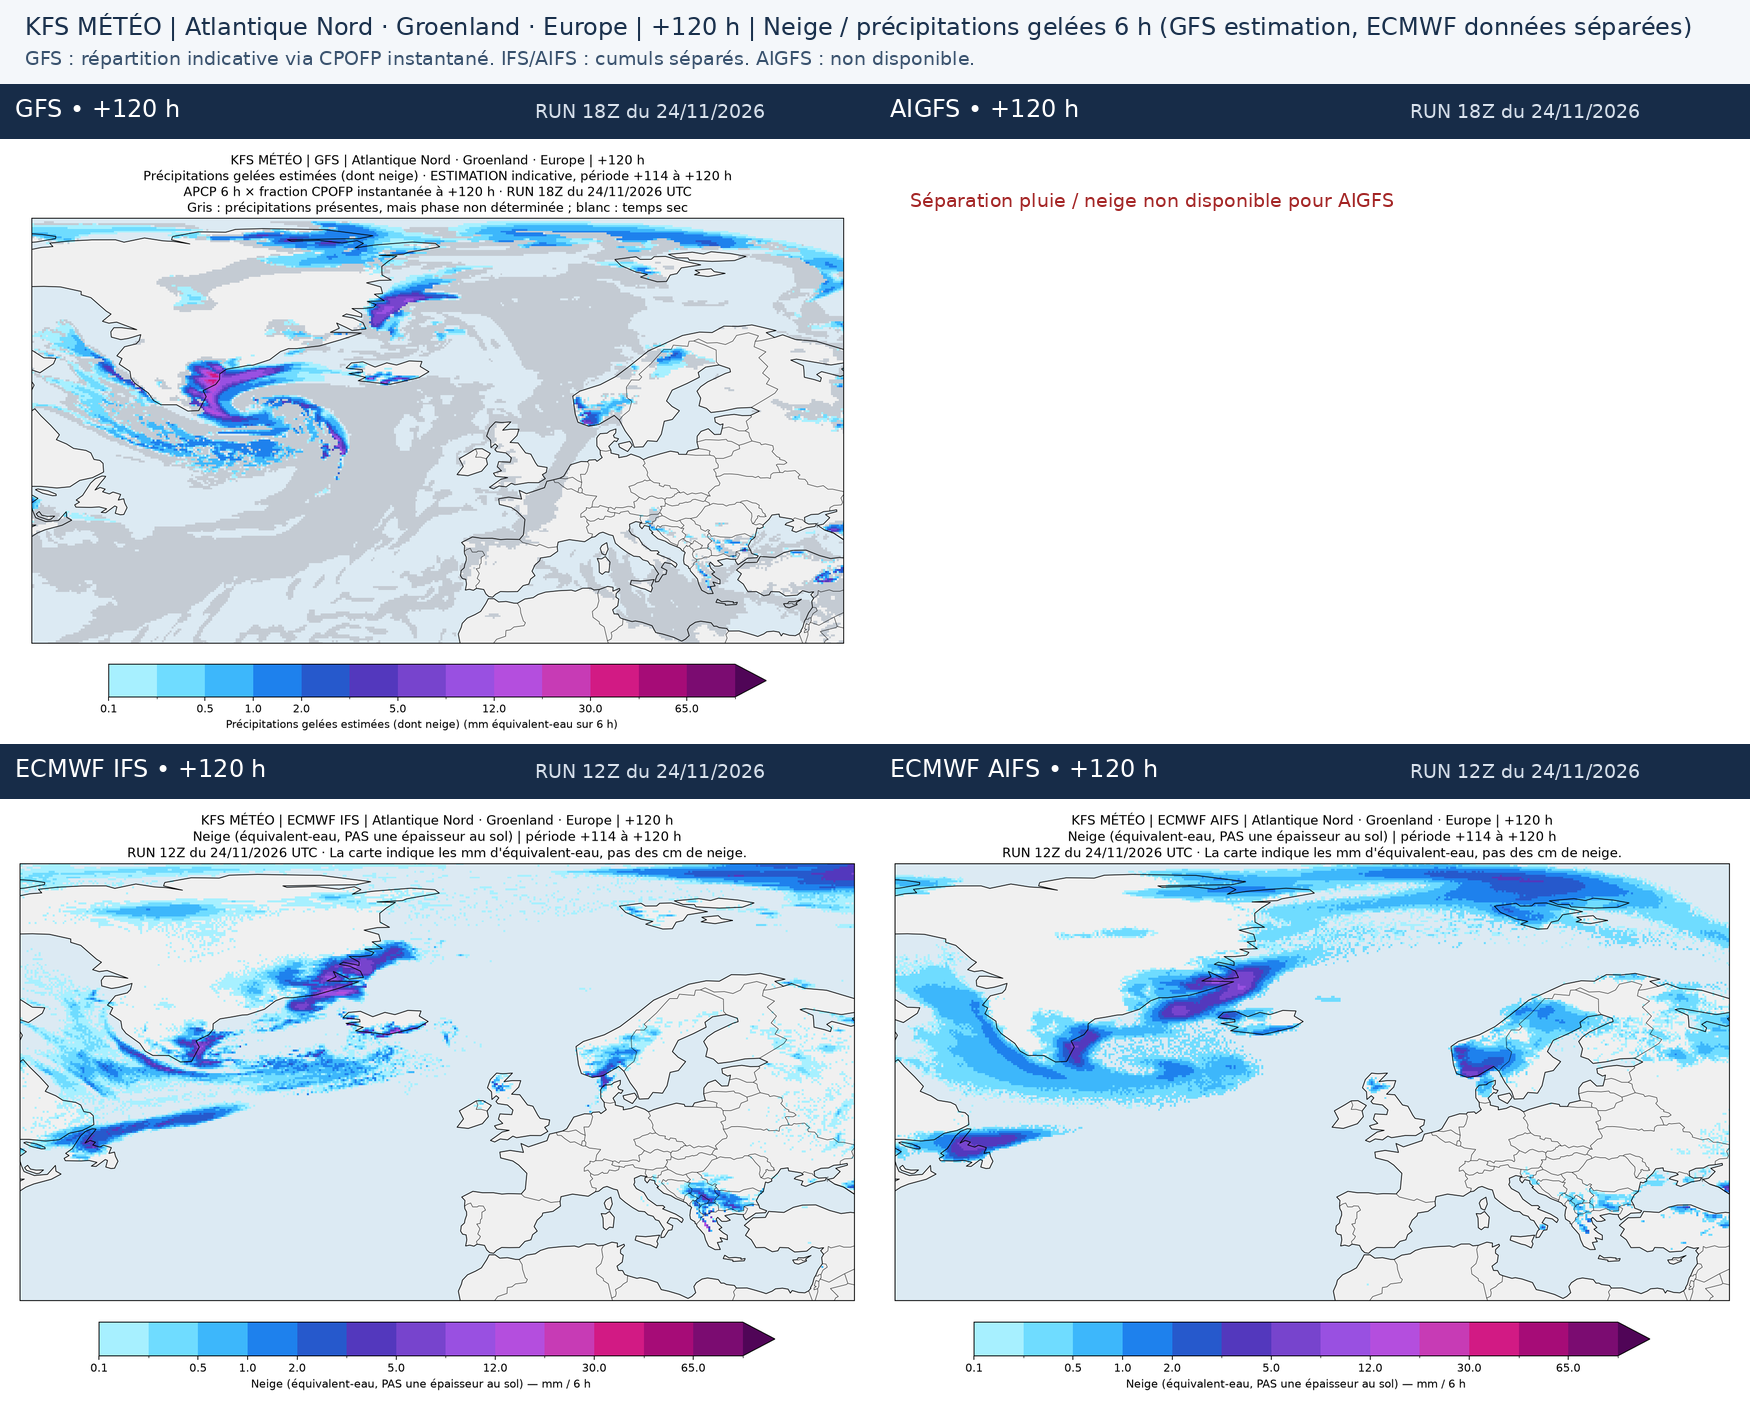 KFS MÉTÉO | Atlantique Nord · Groenland · Europe | +120 h | Neige / précipitations gelées 6 h (GFS estimation, ECMWF données séparées)
GFS : répartition indicative via CPOFP instantané. IFS/AIFS : cumuls séparés. AIGFS : non disponible.
GFS • +120 h
RUN 18Z du 24/11/2026
AIGFS • +120 h
RUN 18Z du 24/11/2026
KFS MÉTÉO | GFS | Atlantique Nord · Groenland · Europe | +120 h
Précipitations gelées estimées (dont neige) · ESTIMATION indicative, période +114 à +120 h
APCP 6 h × fraction CPOFP instantanée à +120 h · RUN 18Z du 24/11/2026 UTC
Gris : précipitations présentes, mais phase non déterminée ; blanc : temps sec
Séparation pluie / neige non disponible pour AIGFS
0.1 0.5 1.0 2.0 5.0 12.0 30.0 65.0
Précipitations gelées estimées (dont neige) (mm équivalent-eau sur 6 h)
ECMWF IFS • +120 h
RUN 12Z du 24/11/2026
ECMWF AIFS • +120 h
RUN 12Z du 24/11/2026
KFS MÉTÉO | ECMWF IFS | Atlantique Nord · Groenland · Europe | +120 h
Neige (équivalent-eau, PAS une épaisseur au sol) | période +114 à +120 h
RUN 12Z du 24/11/2026 UTC · La carte indique les mm d'équivalent-eau, pas des cm de neige.
KFS MÉTÉO | ECMWF AIFS | Atlantique Nord · Groenland · Europe | +120 h
Neige (équivalent-eau, PAS une épaisseur au sol) | période +114 à +120 h
RUN 12Z du 24/11/2026 UTC · La carte indique les mm d'équivalent-eau, pas des cm de neige.
0.1 0.5 1.0 2.0 5.0 12.0 30.0 65.0
Neige (équivalent-eau, PAS une épaisseur au sol) — mm / 6 h
0.1 0.5 1.0 2.0 5.0 12.0 30.0 65.0
Neige (équivalent-eau, PAS une épaisseur au sol) — mm / 6 h